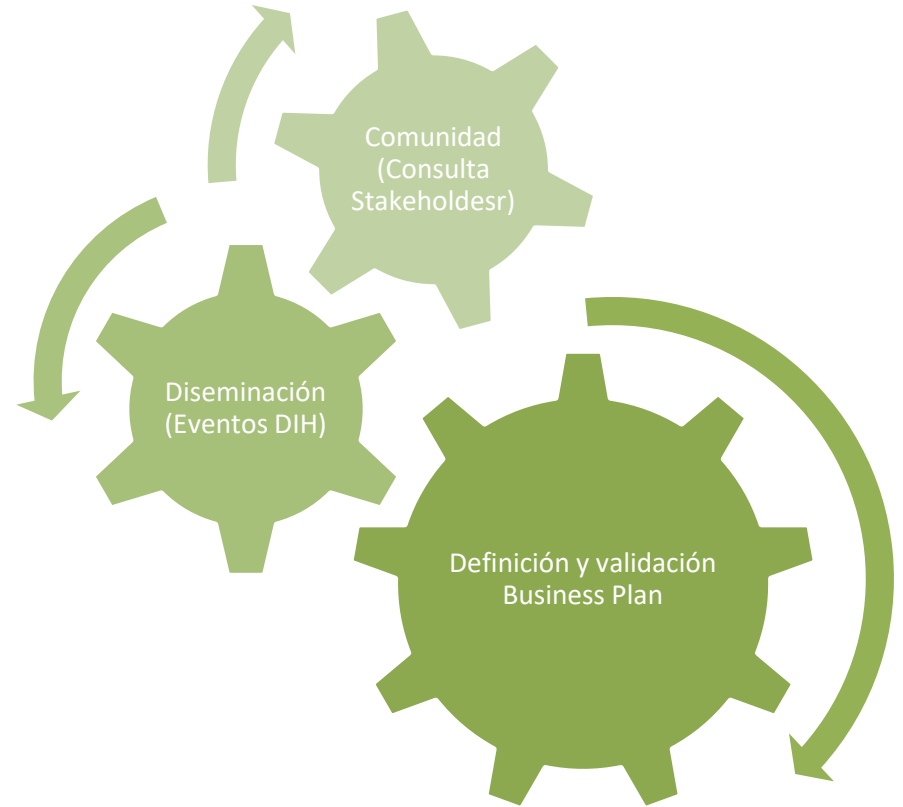 Comunidad
(Consulta
Stakeholdesr)
Diseminación
(Eventos DIH)
Definición y validación
Business Plan